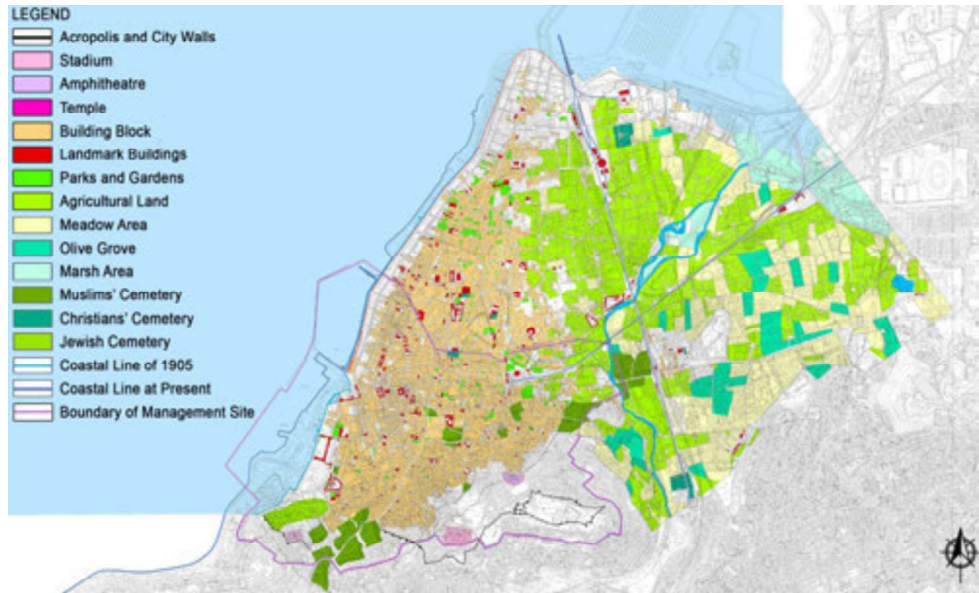 LEGEND
Acropolis and City Walls
Stadium
Amphitheatre
Temple
Building Block
Landmark Buildings
Parks and Gardens
Agricultural Land
Meadow Area
Olive Grove
Marsh Area
Muslims' Cemetery
Christians' Cemetery
Jewish Cemetery
Coastal Line of 1905
Coastal Line at Present
Boundary of Management Site